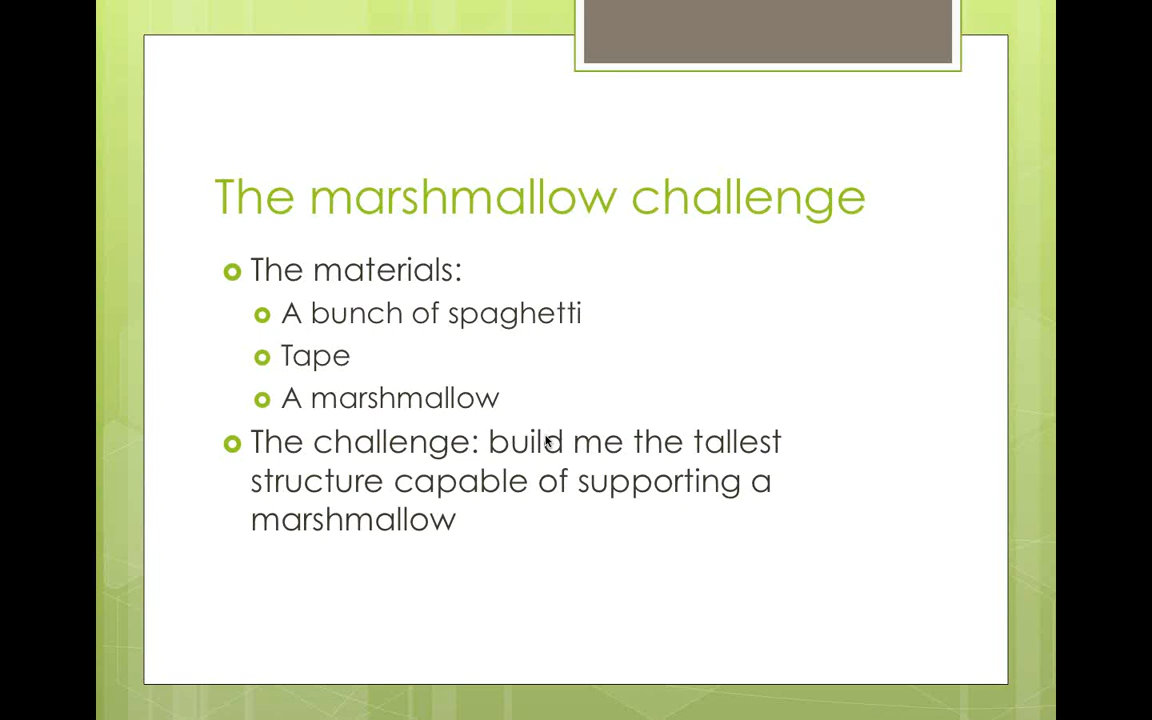 The marshmallow challenge
The materials:
A bunch of spaghetti
Tape
A marshmallow
The challenge: build me the tallest
structure capable of supporting a
marshmallow